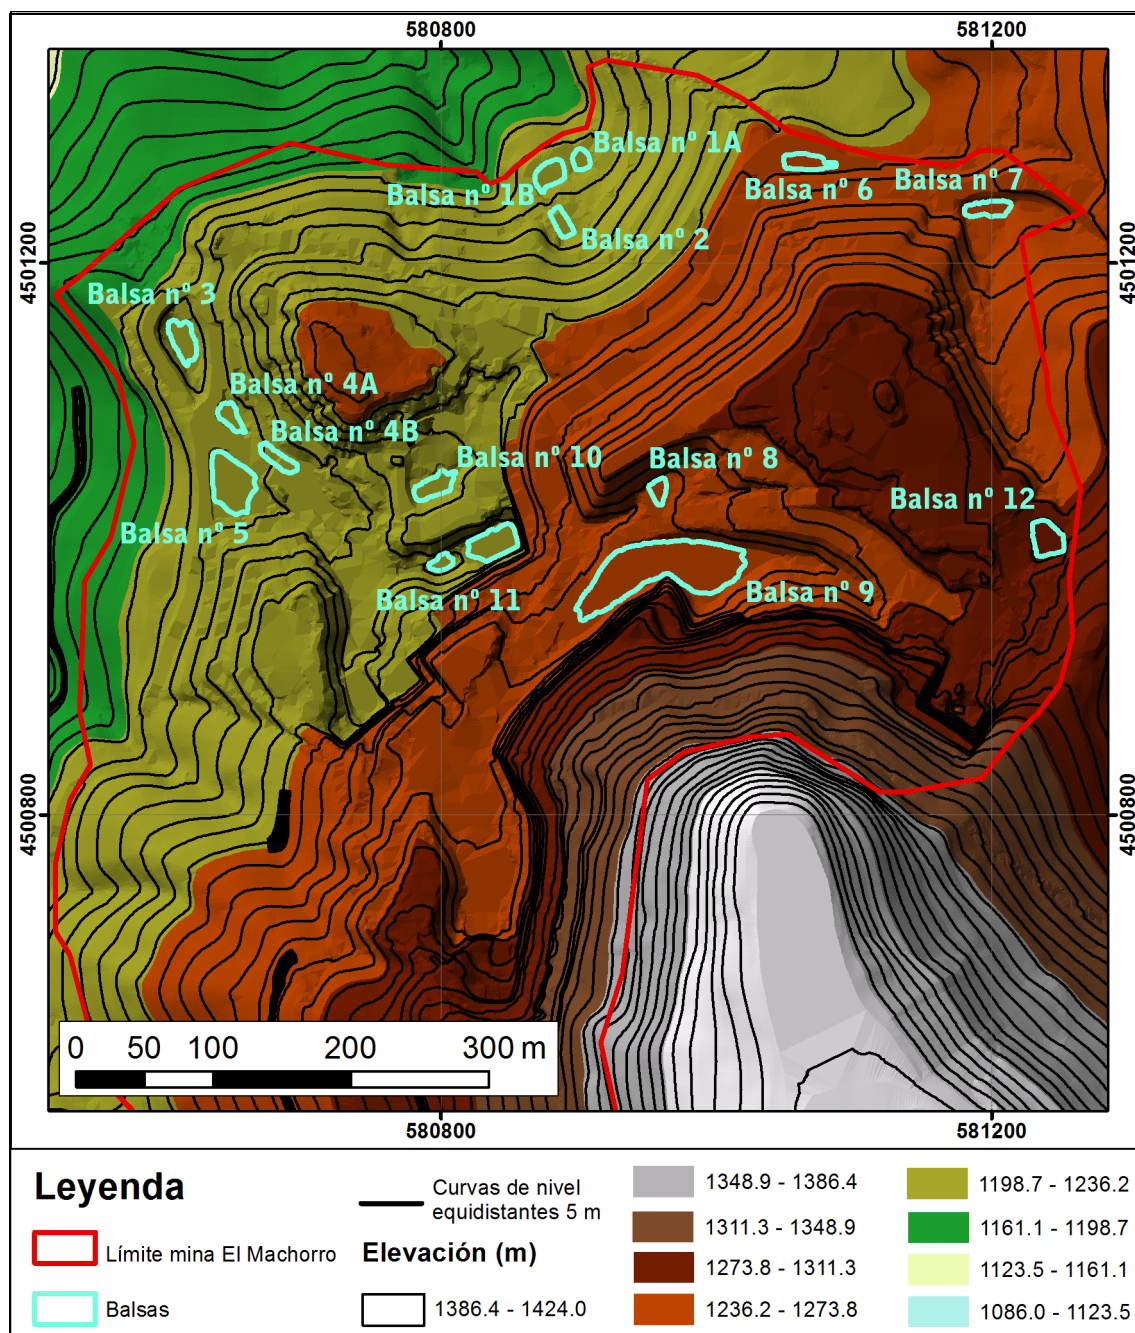 580800
581200
Balsa nº 1A
Balsa nº 1B
Balsa nº 6
Balsa nº 7
Balsa nº 2
4501200
4501200
Balsa nº 3
Balsa nº 4A
Balsa nº 4B
Balsa nº 10
Balsa nº 8
Balsa nº 12
Balsa nº 5
Balsa nº 11
Balsa nº 9
4500800
4500800
0 50 100 200 300 m
580800
581200
Leyenda
Límite mina El Machorro
Balsas
Curvas de nivel
equidistantes 5 m
Elevación (m)
1386.4 - 1424.0
1348.9 - 1386.4
1311.3 - 1348.9
1273.8 - 1311.3
1236.2 - 1273.8
1198.7 - 1236.2
1161.1 - 1198.7
1123.5 - 1161.1
1086.0 - 1123.5